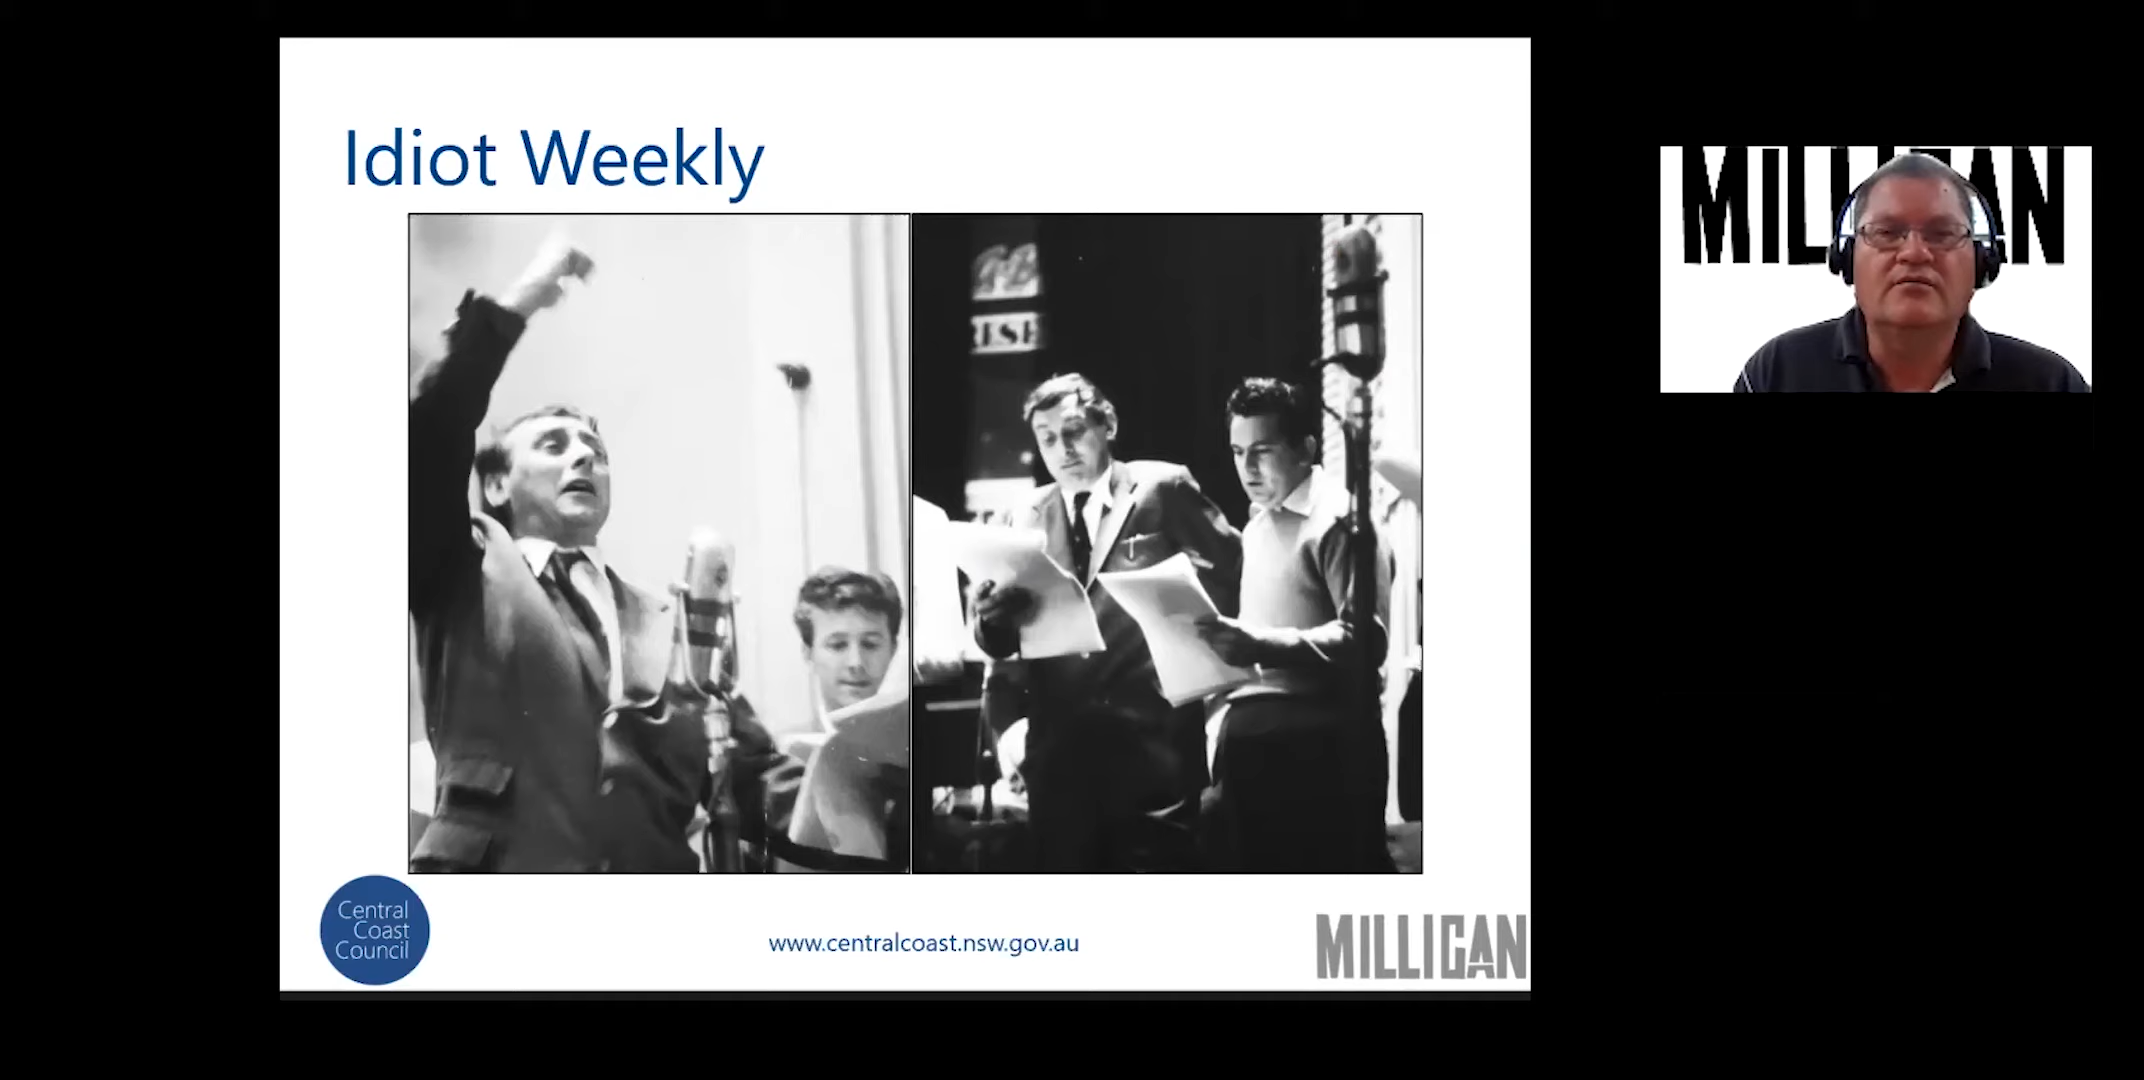 Idiot Weekly
MILLIGAN
Central
Coast
Council
www.centralcoast.nsw.gov.au
MILLIGAN